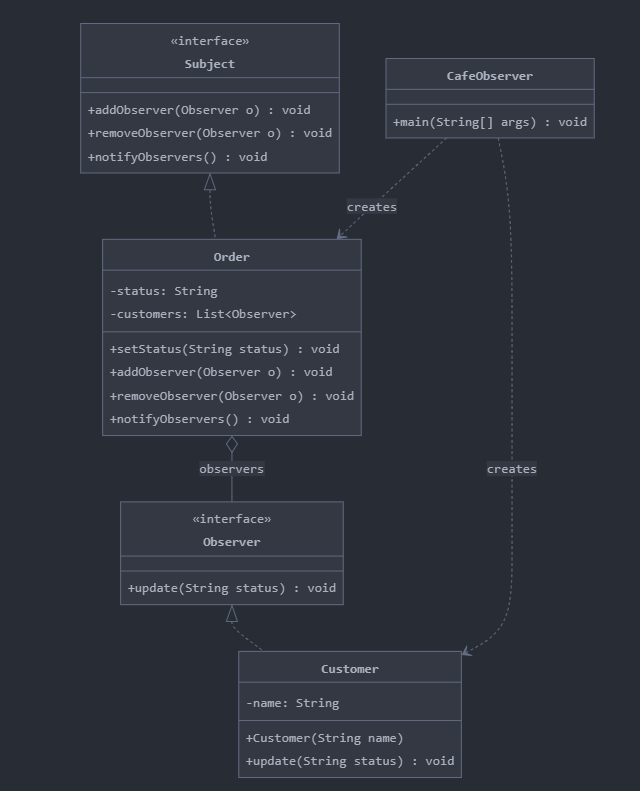 «interface»
Subject
+addObserver(Observer o) : void
+removeObserver(Observer o) : void
+notifyObservers() : void
CafeObserver
+main(String[] args) : void
creates
Order
-status: String
-customers: List<Observer>
+setStatus(String status) : void
+addObserver(Observer o) : void
+removeObserver(Observer o) : void
+notifyObservers() : void
observers
creates
«interface»
Observer
+update(String status) : void
Customer
-name: String
+Customer(String name)
+update(String status) : void